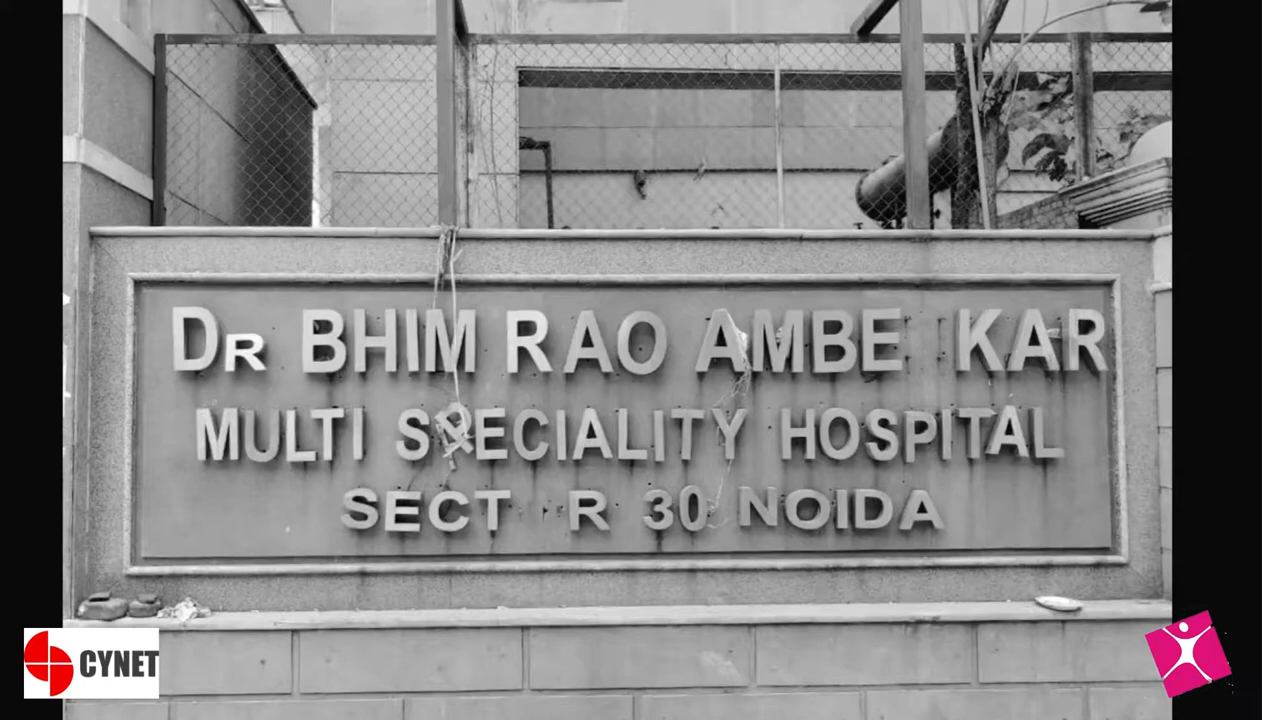 DR BHIM RAO AMBE KAR
MULTI SPECIALITY HOSPITAL
SECT R 30 NOIDA
CYNET